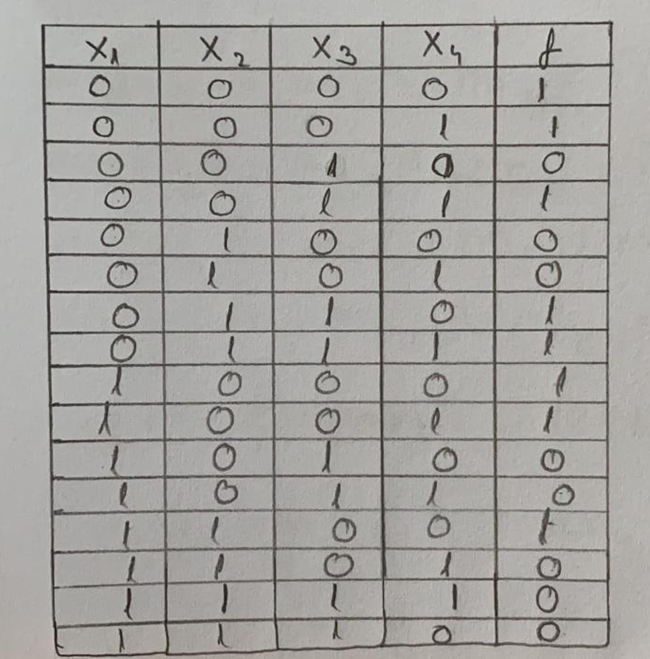 X1 X2 X3 X4 f
0 0 0 0 1
0 0 0 1 1
0 0 1 0 0
0 0 1 1 1
0 1 0 0 0
0 1 0 1 0
0 1 1 0 1
0 1 1 1 1
1 0 0 0 1
1 0 0 1 1
1 0 1 0 0
1 0 1 1 0
1 1 0 0 1
1 1 0 1 0
1 1 1 1 0
1 1 1 0 0